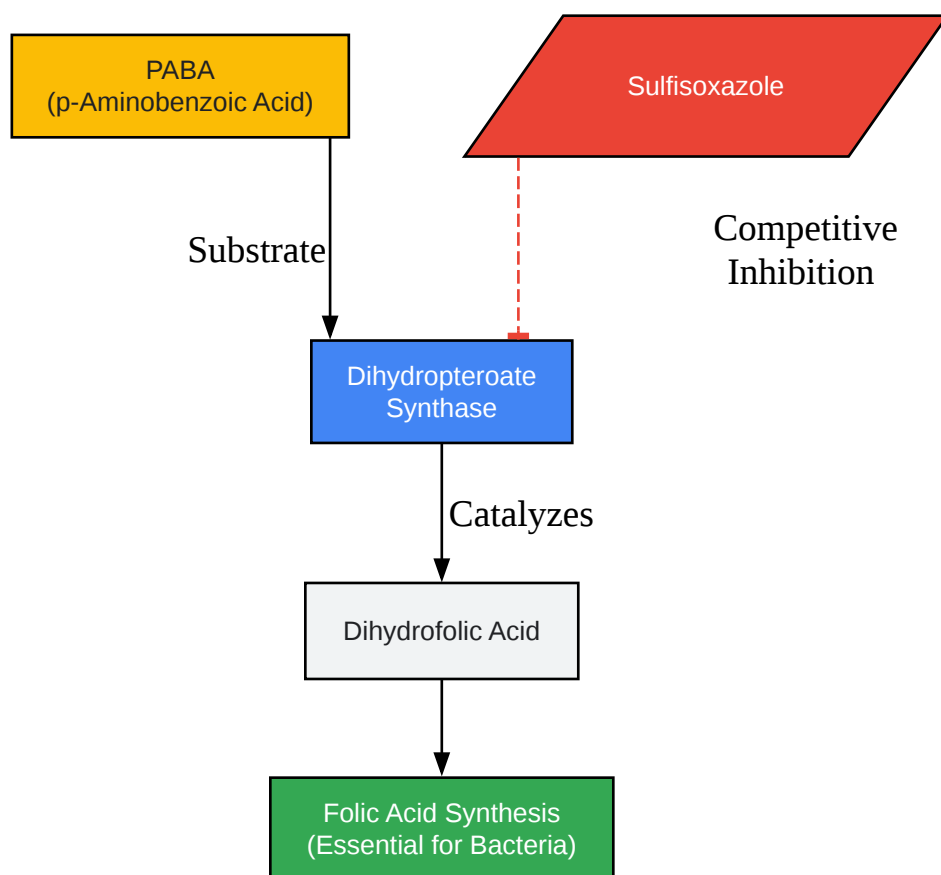 PABA
(p-Aminobenzoic Acid)
Sulfisoxazole
Substrate
Competitive
Inhibition
Dihydropteroate
Synthase
Catalyzes
Dihydrofolic Acid
Folic Acid Synthesis
(Essential for Bacteria)